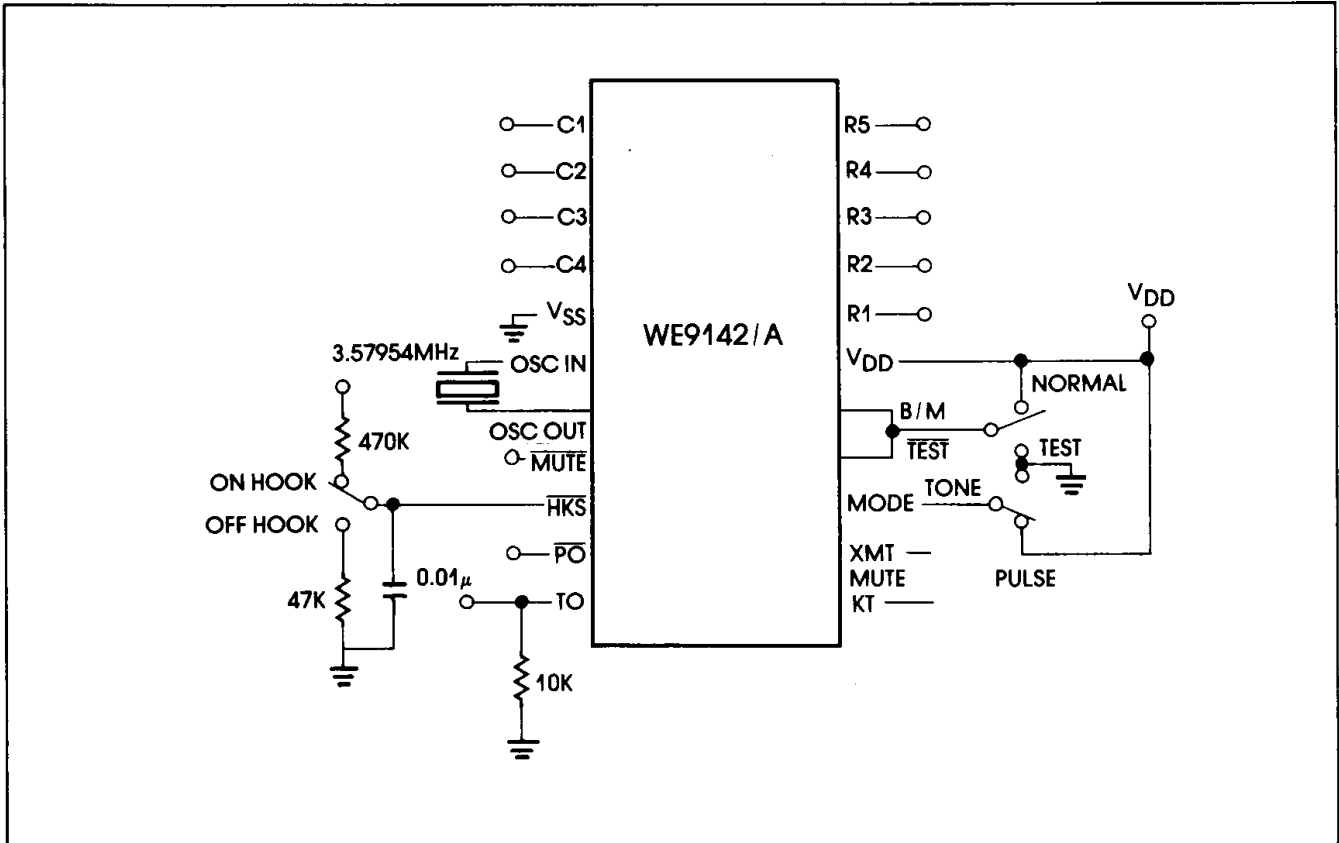 C1
C2
C3
C4
VSS
3.57954MHz
OSC IN
OSC OUT
MUTE
470K
ON HOOK
OFF HOOK
HKS
PO
0.01μ
47K
TO
10K
WE9142/A
R5
R4
R3
R2
R1
VDD
VDD
NORMAL
B/M
TEST
TEST
MODE
TONE
XMT
MUTE
PULSE
KT